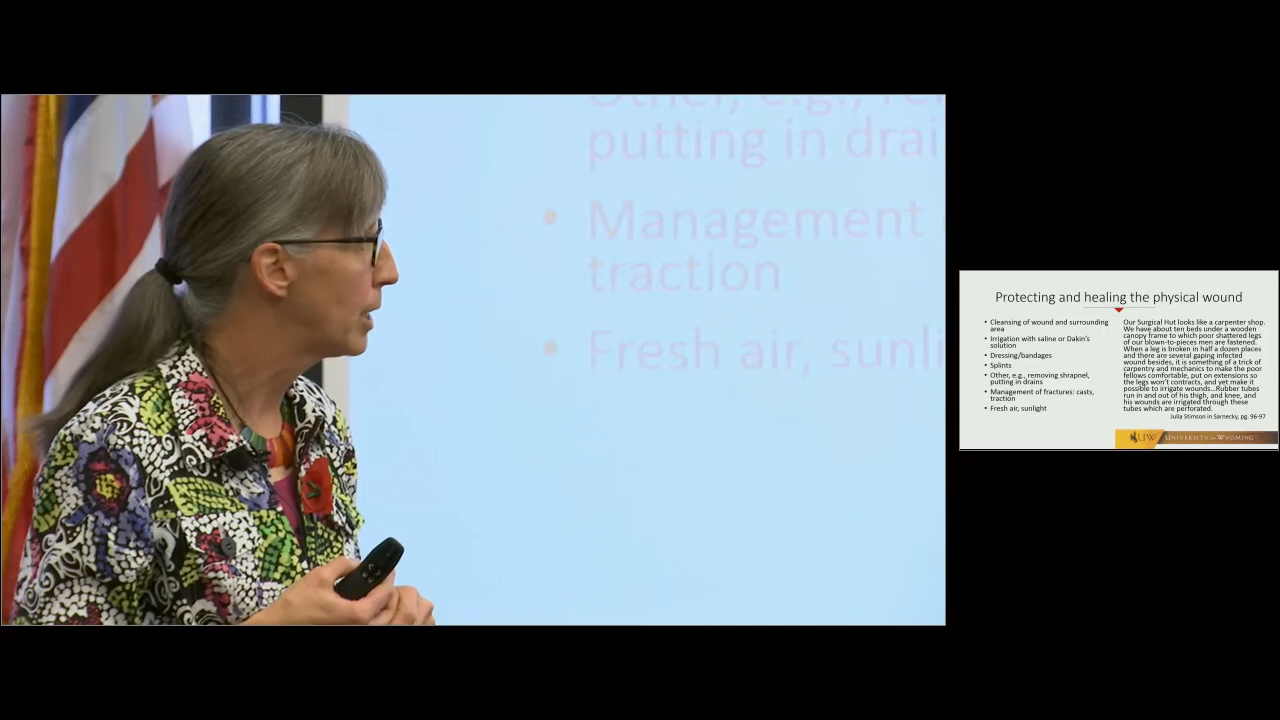 Other, e.g.,
putting in drai
• Management
traction
• Fresh air, sunli
Protecting and healing the physical wound
• Cleansing of wound and surrounding
area
• Irrigation with saline or Dakin's
solution
• Dressing/bandages
• Splints
• Other, e.g., removing shrapnel,
putting in drains
• Management of fractures: casts,
traction
• Fresh air, sunlight
Our Surgical Hut looks like a carpenter shop.
We have about ten beds under a wooden
canopy frame to which poor shattered legs
of our blown-to-pieces men are fastened.
When a leg is broken in half a dozen places
and there are several gaping infected
wound besides, it is something of a trick of
carpentry and mechanics to make the poor
fellows comfortable, put on extensions so
the legs won't contracts, and yet make it
possible to irrigate wounds...Rubber tubes
run in and out of his thigh, and knee, and
his wounds are irrigated through these
tubes which are perforated.
Julia Stimson in Sarnecky, pg. 96-97
UW UNIVERSITY OF WYOMING